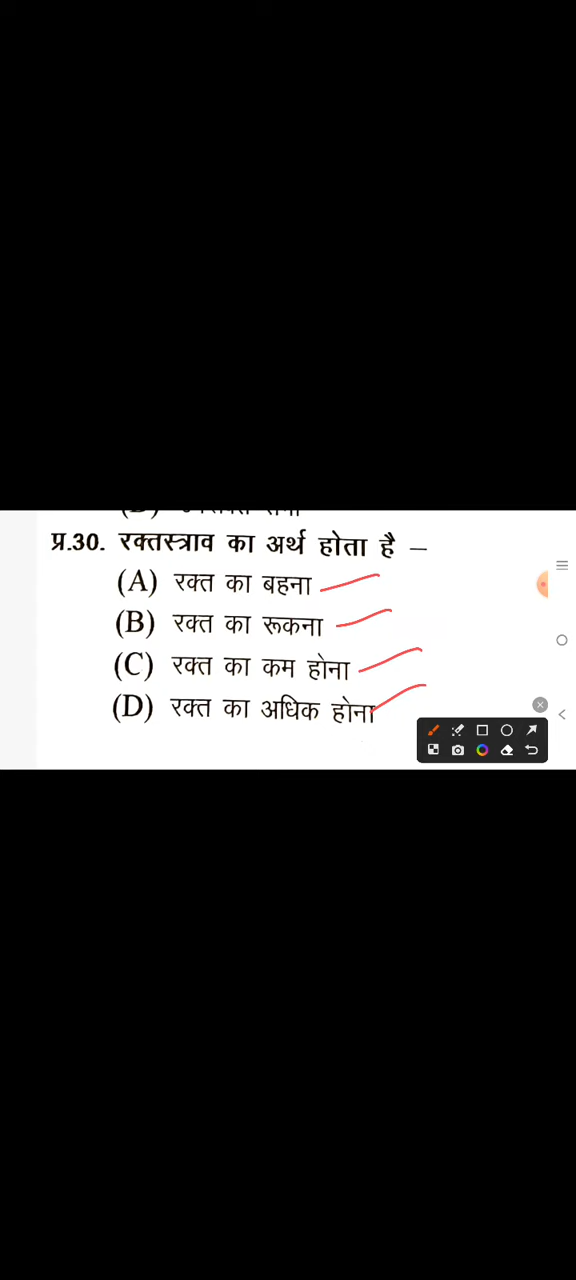 प्र.30. रक्तस्त्राव का अर्थ होता है –
(A) रक्त का बहना
(B) रक्त का रूकना
(C) रक्त का कम होना
(D) रक्त का अधिक होना